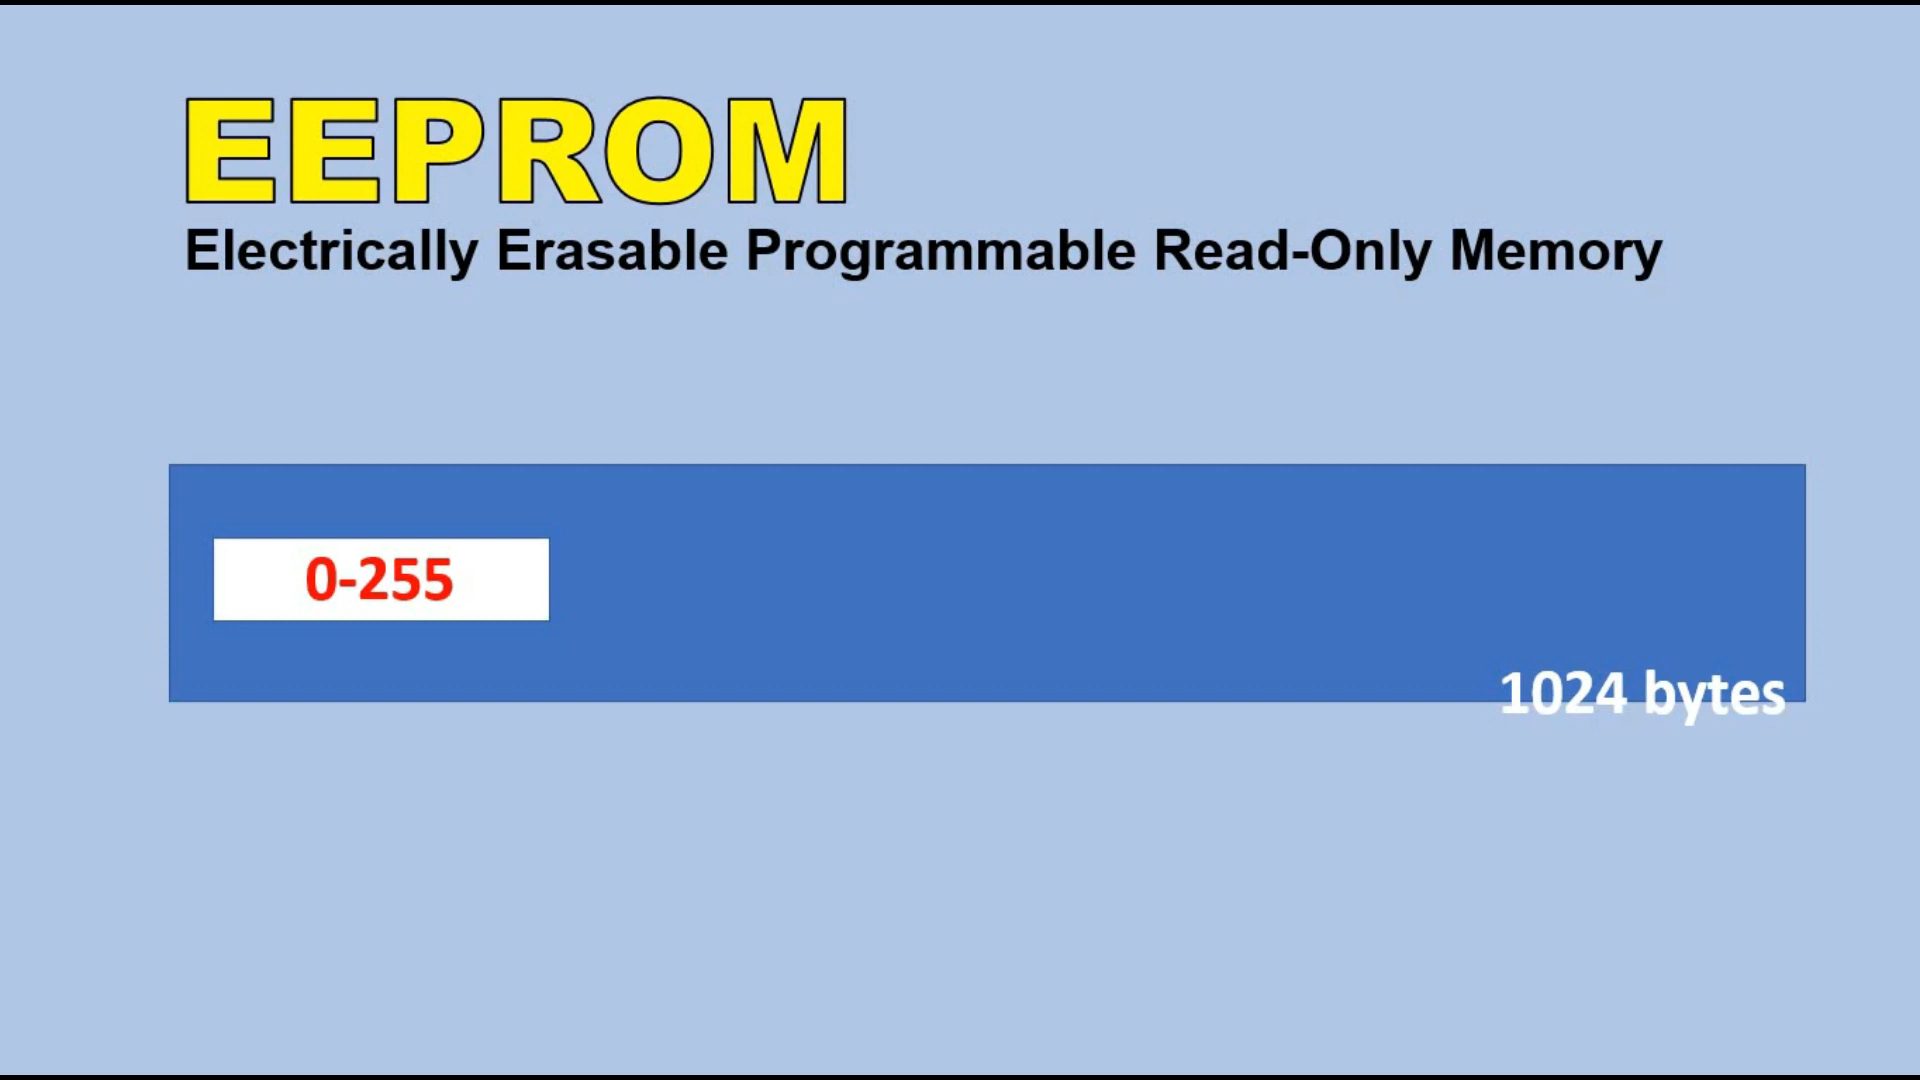 EEPROM
Electrically Erasable Programmable Read-Only Memory
0-255
1024 bytes